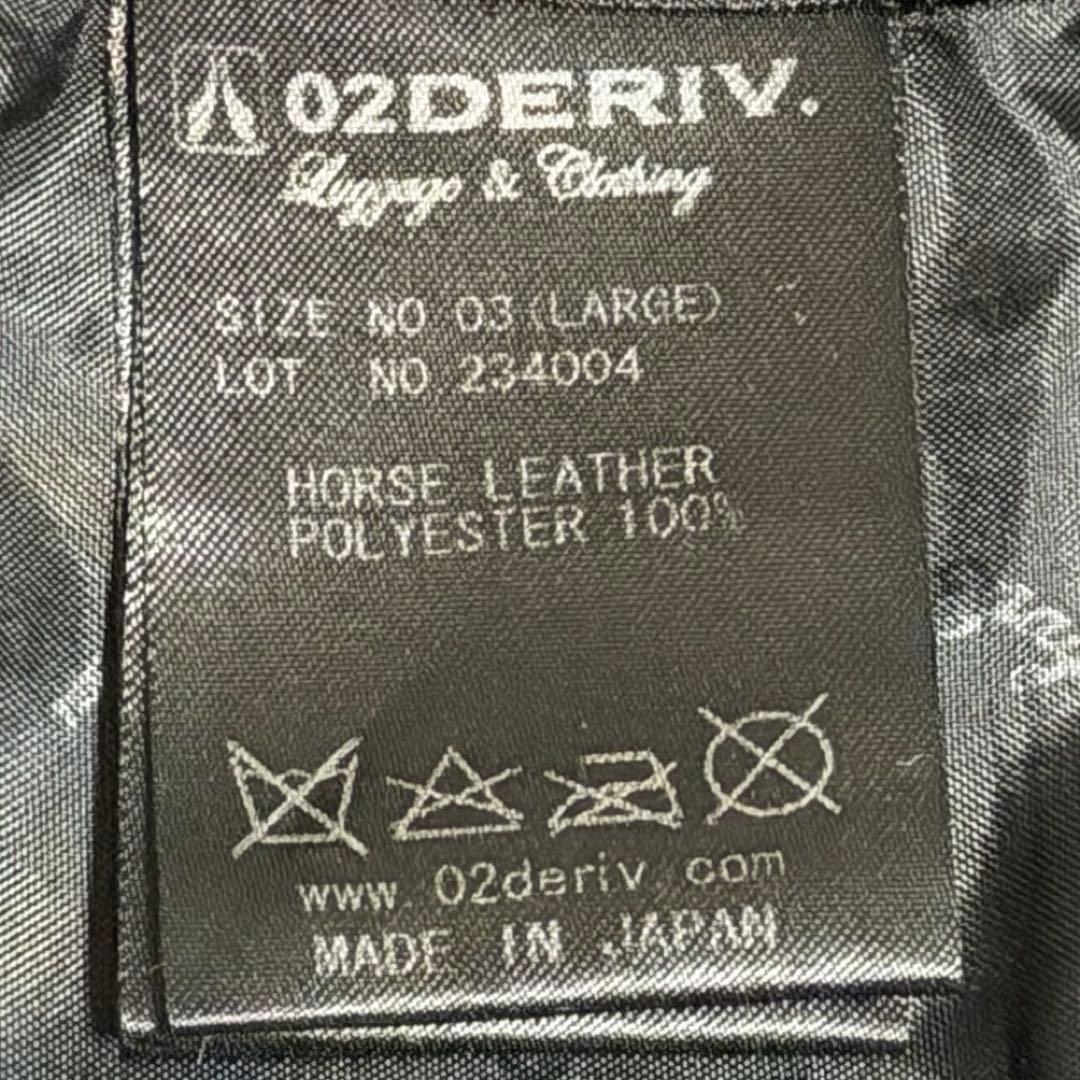 02DERIV.
Luggage & Clothing
SIZE NO 03 (LARGE)
LOT NO 234004
HORSE LEATHER
POLYESTER 100%
www.02deriv.com
MADE IN JAPAN